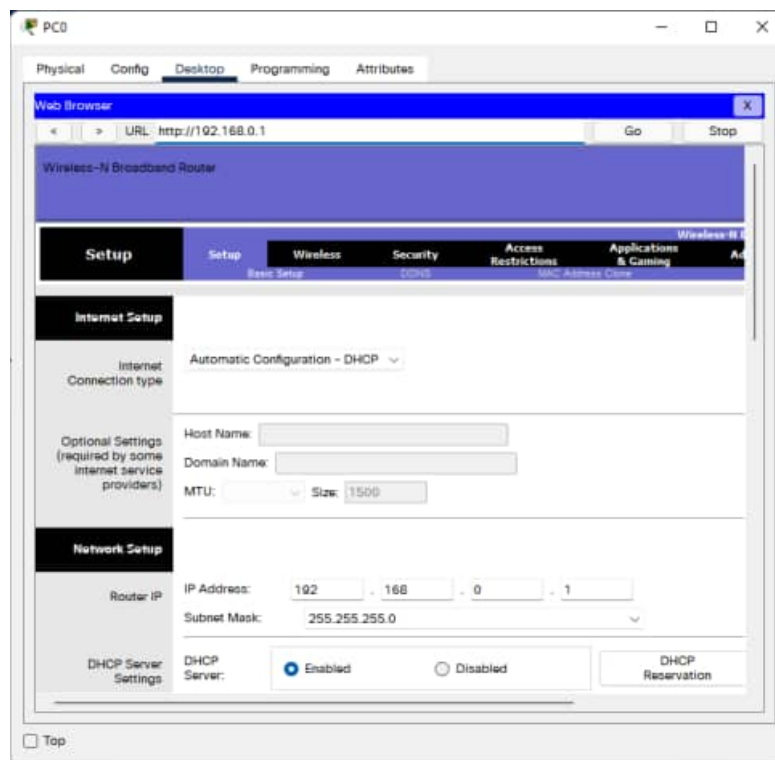 PC0
Physical Config Desktop Programming Attributes
Web Browser X
< > URL http://192.168.0.1 Go Stop
Wireless-N Broadband Router
Wireless-N
Setup Setup Wireless Security Access Restrictions Applications & Gaming Ad
Basic Setup DDNS MAC Address Clone
Internet Setup
Internet Connection type
Automatic Configuration - DHCP
Optional Settings
(required by some
internet service
providers)
Host Name:
Domain Name:
MTU: Size: 1500
Network Setup
Router IP
IP Address: 192 . 168 . 0 . 1
Subnet Mask: 255.255.255.0
DHCP Server
Settings
DHCP
Server:
Enabled Disabled
DHCP
Reservation
Top